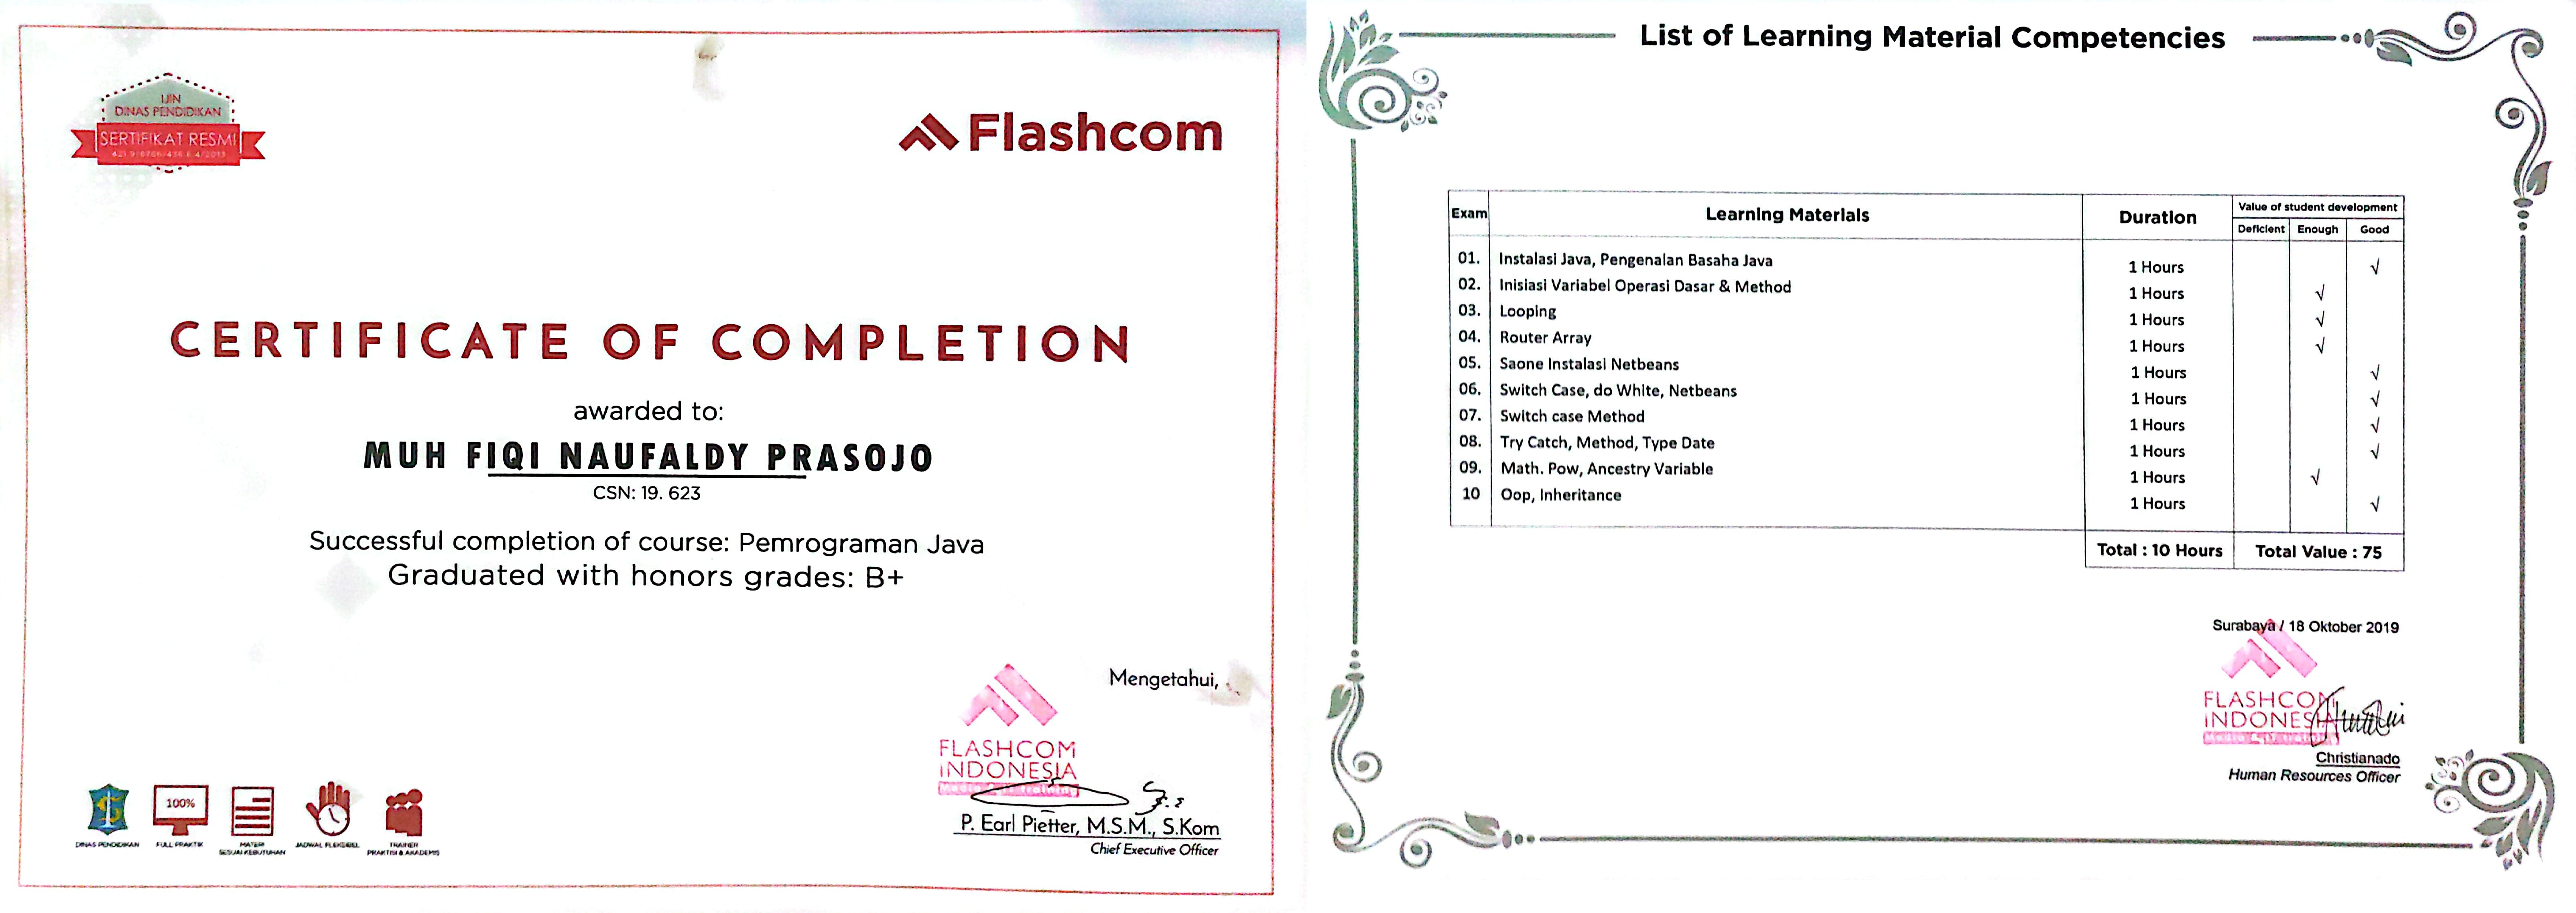 IJIN
DINAS PENDIDIKAN
SERTIFIKAT RESMI
Flashcom
CERTIFICATE OF COMPLETION
awarded to:
MUH FIQI NAUFALDY PRASOJO
CSN: 19. 623
Successful completion of course: Pemrograman Java
Graduated with honors grades: B+
Mengetahui,
FLASHCOM
INDONESIA
P. Earl Pietter, M.S.M., S.Kom
Chief Executive Officer
100%
DINAS PENDIDIKAN
FULL PRAKTIK
MATERI
SESUAI KEBUTUHAN
JADWAL FLEKSIBEL
TRAINER
PRAKTISI & AKADEMIS
List of Learning Material Competencies
Exam Learning Materials Duration Value of student development
Deficient Enough Good
01. Instalasi Java, Pengenalan Basaha Java 1 Hours √
02. Inisiasi Variabel Operasi Dasar & Method 1 Hours √
03. Looping 1 Hours √
04. Router Array 1 Hours √
05. Saone Instalasi Netbeans 1 Hours √
06. Switch Case, do White, Netbeans 1 Hours √
07. Switch case Method 1 Hours √
08. Try Catch, Method, Type Date 1 Hours √
09. Math. Pow, Ancestry Variable 1 Hours √
10 Oop, Inheritance 1 Hours √
Total : 10 Hours Total Value : 75
Surabaya / 18 Oktober 2019
FLASHCOM
INDONESIA
Christianado
Human Resources Officer